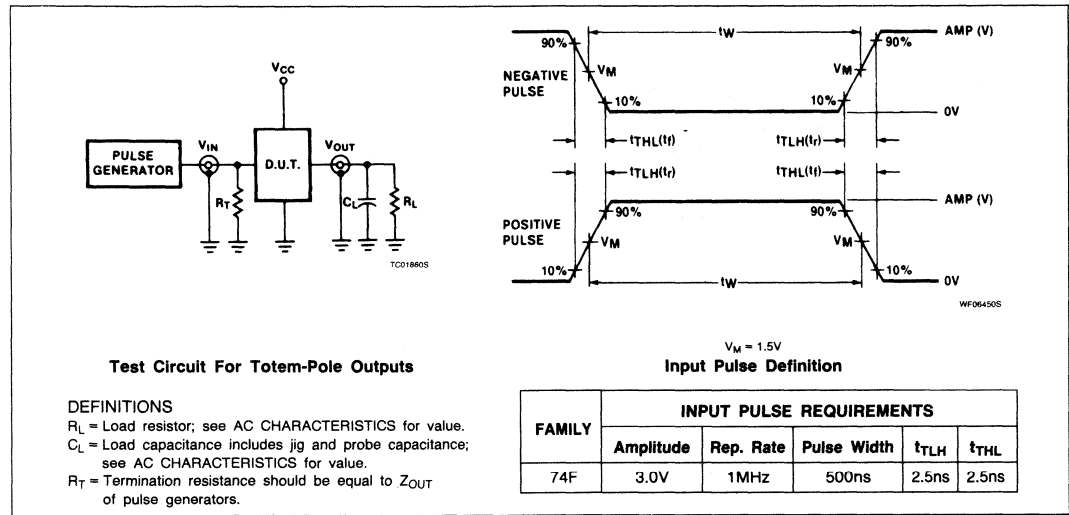 VCC
PULSE
GENERATOR
VIN
RT
D.U.T.
VOUT
CL
RL
TC01860S
NEGATIVE
PULSE
90%
VM
10%
tW
tTHL(tf)
10%
VM
90%
tTLH(tr)
AMP (V)
0V
POSITIVE
PULSE
10%
VM
90%
tTLH(tr)
tW
90%
VM
10%
tTHL(tf)
AMP (V)
0V
WF06450S
Test Circuit For Totem-Pole Outputs
VM = 1.5V
Input Pulse Definition
DEFINITIONS
RL = Load resistor; see AC CHARACTERISTICS for value.
CL = Load capacitance includes jig and probe capacitance;
see AC CHARACTERISTICS for value.
RT = Termination resistance should be equal to ZOUT
of pulse generators.
FAMILY
INPUT PULSE REQUIREMENTS
Amplitude Rep. Rate Pulse Width tTLH tTHL
74F 3.0V 1MHz 500ns 2.5ns 2.5ns